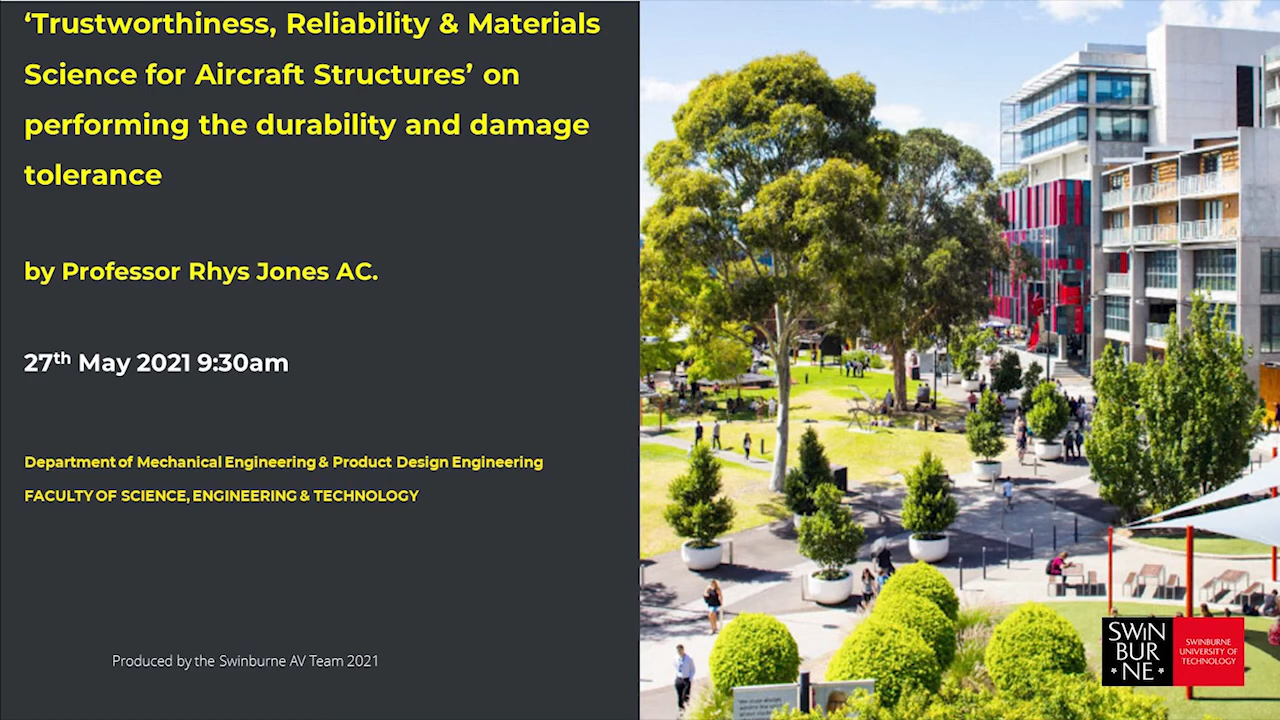 ‘Trustworthiness, Reliability & Materials
Science for Aircraft Structures’ on
performing the durability and damage
tolerance
by Professor Rhys Jones AC.
27th May 2021 9:30am
Department of Mechanical Engineering & Product Design Engineering
FACULTY OF SCIENCE, ENGINEERING & TECHNOLOGY
Produced by the Swinburne AV Team 2021
SWiN
BUR
NE
SWINBURNE
UNIVERSITY OF
TECHNOLOGY